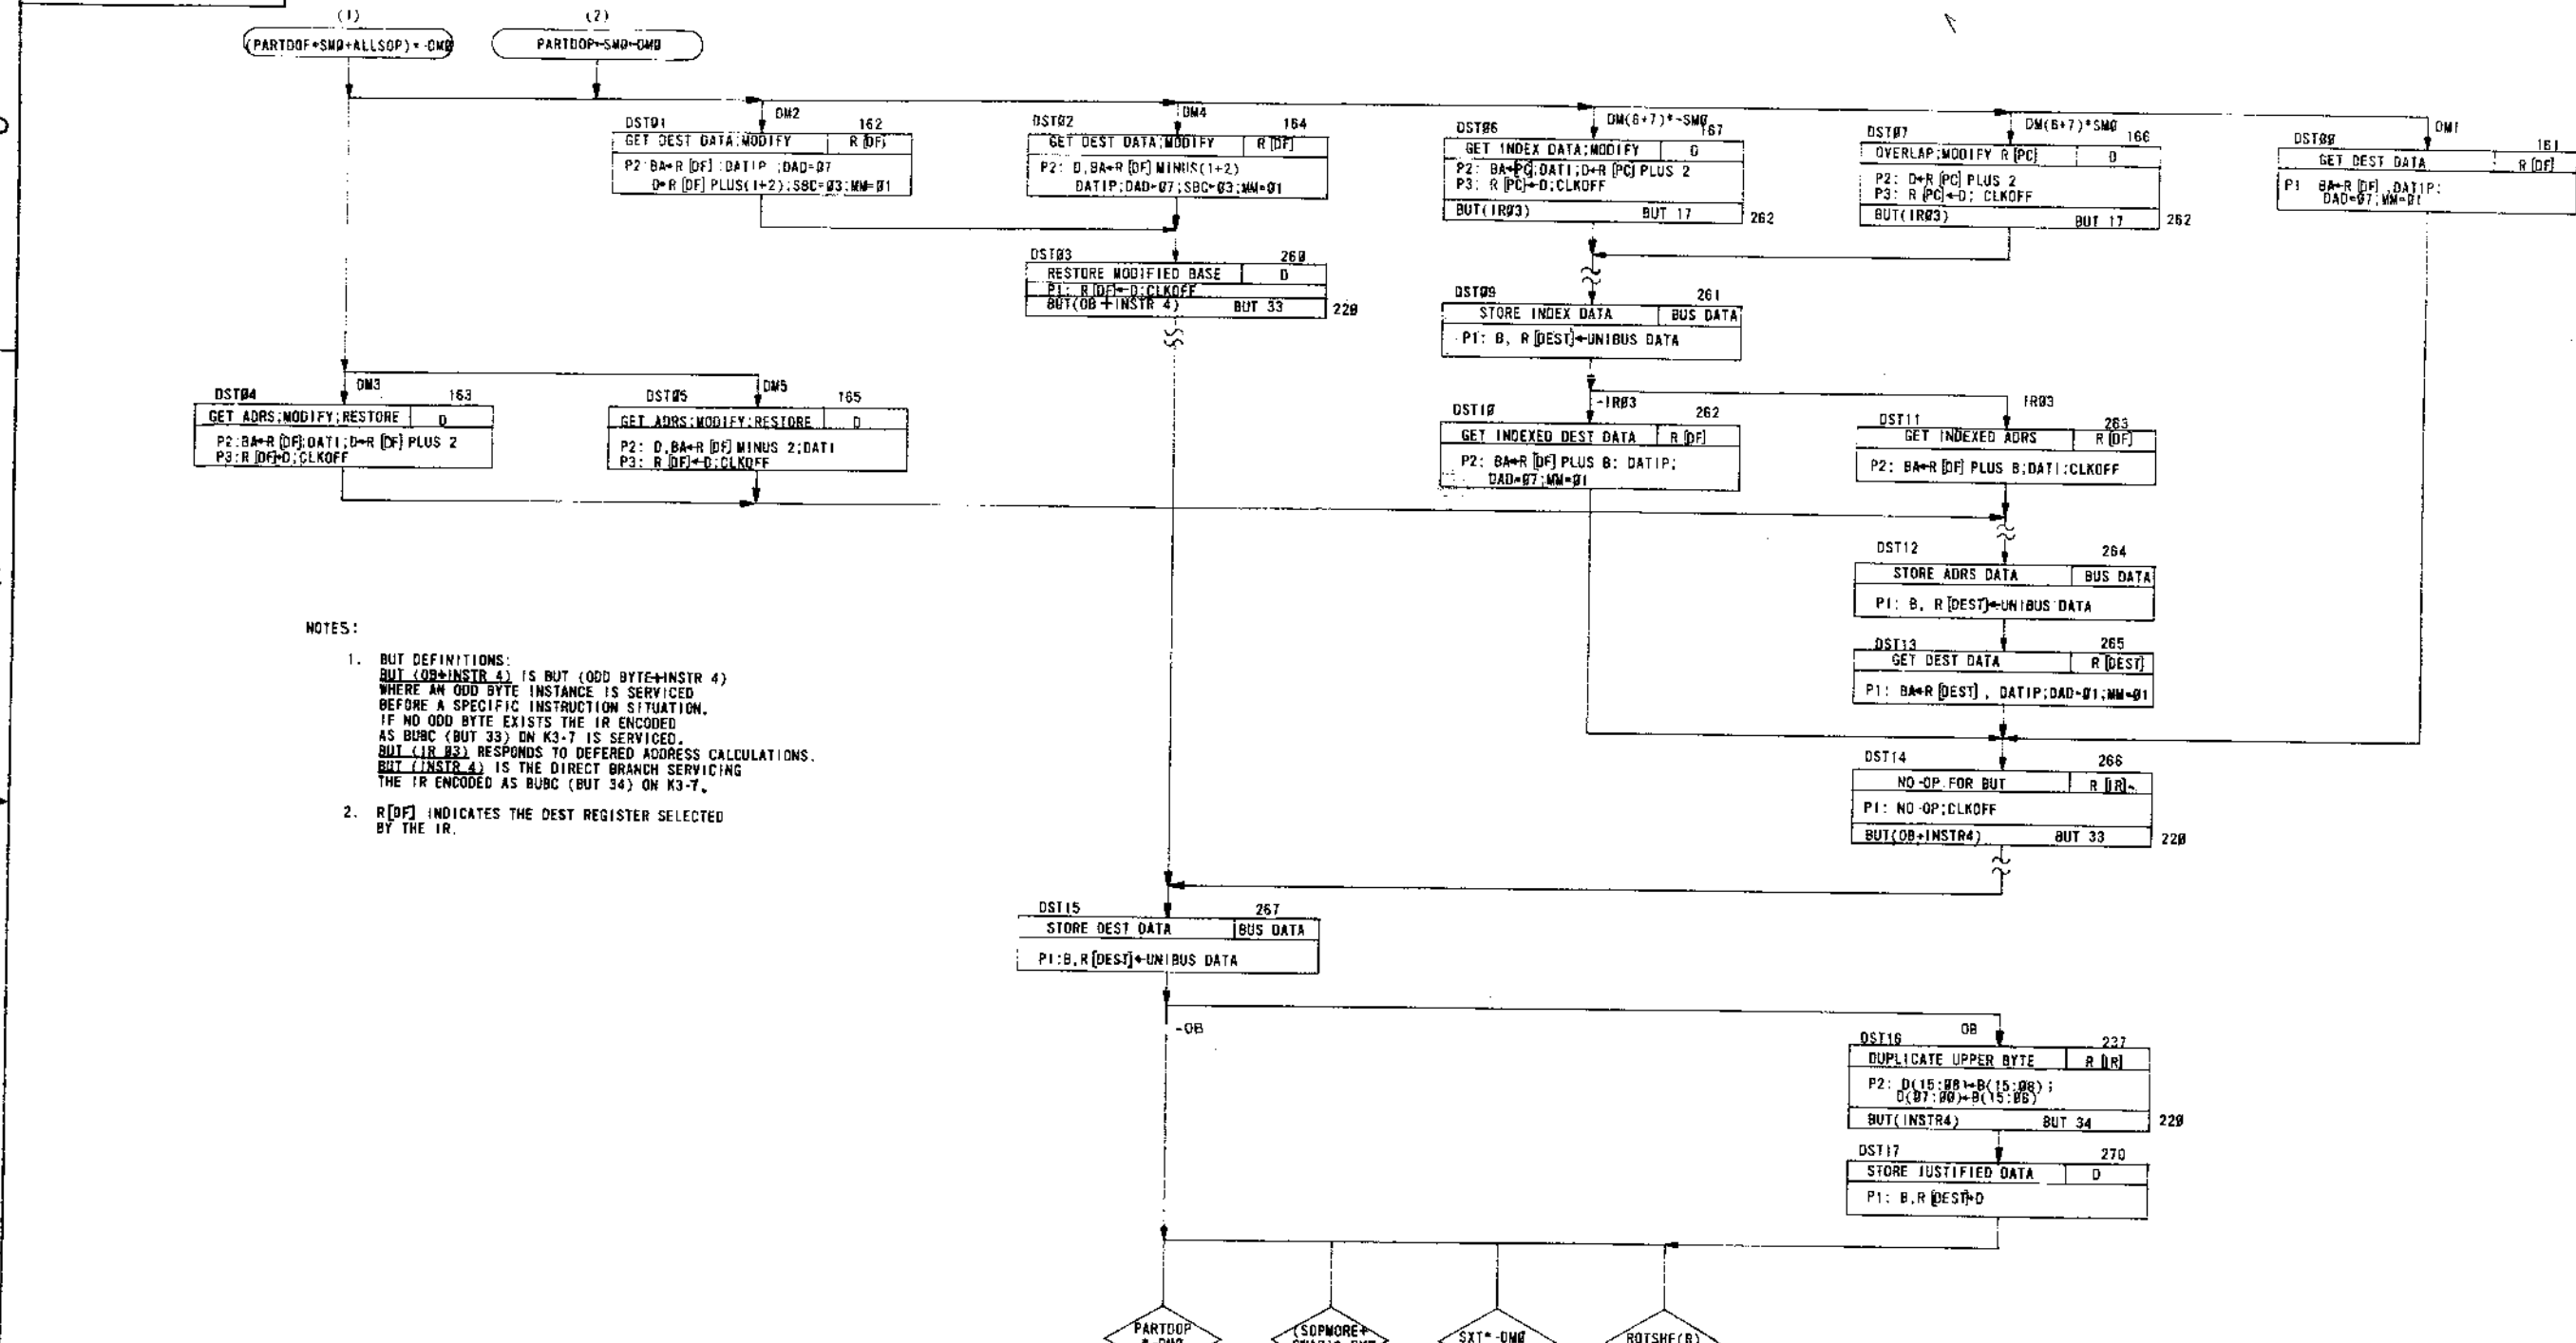 (1)
(PARTDOF*SMØ+ALLSOP)*-DMØ
(2)
PARTDOP*-SMØ*-DMØ
DM2
DSTØ1 162
GET DEST DATA;MODIFY R[DF]
P2:BA←R[DF];DATIP;DAD=Ø7
D←R[DF] PLUS(1+2);SBC=Ø3;MM=Ø1
DM4
DSTØ2 164
GET DEST DATA;MODIFY R[DF]
P2: D,BA←R[DF] MINUS(1+2)
DATIP;DAD=Ø7;SBC=Ø3;MM=Ø1
DM(6+7)*-SMØ
DSTØ6 167
GET INDEX DATA;MODIFY D
P2: BA←PC;DATI;D←R[PC] PLUS 2
P3: R[PC]←D;CLKOFF
BUT(IRØ3) BUT 17 262
DM(6+7)*SMØ
DSTØ7 166
OVERLAP;MODIFY R[PC] D
P2: D←R[PC] PLUS 2
P3: R[PC]←D; CLKOFF
BUT(IRØ3) BUT 17 262
DM1
161
GET DEST DATA R[DF]
P1 BA←R[DF],DATIP;
DAD=Ø7;MM=Ø1
DSTØ3 26Ø
RESTORE MODIFIED BASE D
P1: R[DF]←D;CLKOFF
BUT(OB+INSTR 4) BUT 33 22Ø
DSTØ9 261
STORE INDEX DATA BUS DATA
P1: B, R[DEST]←UNIBUS DATA
DM3
DSTØ4 163
GET ADRS;MODIFY;RESTORE D
P2:BA←R[DF];DATI;D←R[DF] PLUS 2
P3:R[DF]←D;CLKOFF
DM5
DSTØ5 165
GET ADRS;MODIFY;RESTORE D
P2: D,BA←R[DF] MINUS 2;DATI
P3: R[DF]←D;CLKOFF
-IRØ3
DST1Ø 262
GET INDEXED DEST DATA R[DF]
P2: BA←R[DF] PLUS B; DATIP;
DAD=Ø7;MM=Ø1
IRØ3
DST11 263
GET INDEXED ADRS R[DF]
P2: BA←R[DF] PLUS B;DATI;CLKOFF
DST12 264
STORE ADRS DATA BUS DATA
P1: B, R[DEST]←UNIBUS DATA
DST13 265
GET DEST DATA R[DEST]
P1: BA←R[DEST], DATIP;DAD=Ø1;MM=Ø1
DST14 266
NO-OP FOR BUT R[IR]
P1: NO-OP;CLKOFF
BUT(OB+INSTR4) BUT 33 22Ø
NOTES:
1. BUT DEFINITIONS:
BUT (OB+INSTR 4) IS BUT (ODD BYTE+INSTR 4)
WHERE AN ODD BYTE INSTANCE IS SERVICED
BEFORE A SPECIFIC INSTRUCTION SITUATION.
IF NO ODD BYTE EXISTS THE IR ENCODED
AS BUBC (BUT 33) ON K3-7 IS SERVICED.
BUT (IR Ø3) RESPONDS TO DEFERED ADDRESS CALCULATIONS.
BUT (INSTR 4) IS THE DIRECT BRANCH SERVICING
THE IR ENCODED AS BUBC (BUT 34) ON K3-7.
2. R[DF] INDICATES THE DEST REGISTER SELECTED
BY THE IR.
DST15 267
STORE DEST DATA BUS DATA
P1:B,R[DEST]←UNIBUS DATA
-OB
OB
DST16 237
DUPLICATE UPPER BYTE R[IR]
P2: D(15:Ø8)←B(15:Ø8);
D(Ø7:ØØ)←B(15:Ø8)
BUT(INSTR4) BUT 34 22Ø
DST17 270
STORE JUSTIFIED DATA D
P1: B,R[DEST]←D
PARTDOP
(SOPMORE+
SXT*-DMØ
ROTSHF(R)